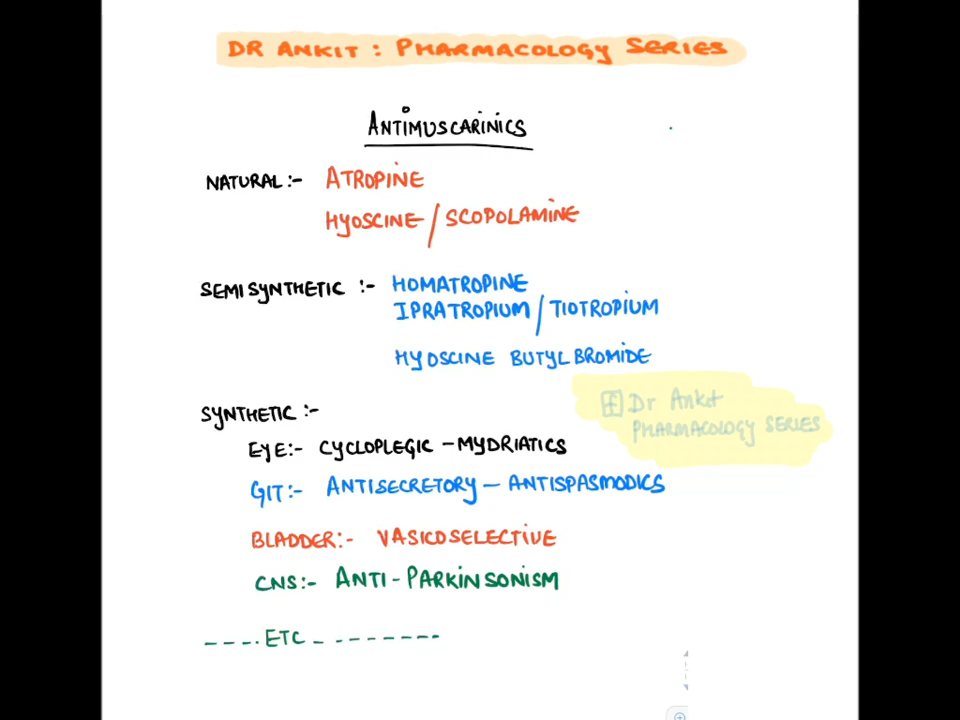 DR ANKIT : PHARMACOLOGY SERIES
ANTIMUSCARINICS
NATURAL :- ATROPINE
HYOSCINE / SCOPOLAMINE
SEMISYNTHETIC :- HOMATROPINE
IPRATROPIUM / TIOTROPIUM
HYOSCINE BUTYLBROMIDE
Dr Ankit
PHARMACOLOGY SERIES
SYNTHETIC :-
EYE:- CYCLOPLEGIC - MYDRIATICS
GIT:- ANTISECRETORY - ANTISPASMODICS
BLADDER:- VASICOSELECTIVE
CNS:- ANTI-PARKINSONISM
---- ETC --------